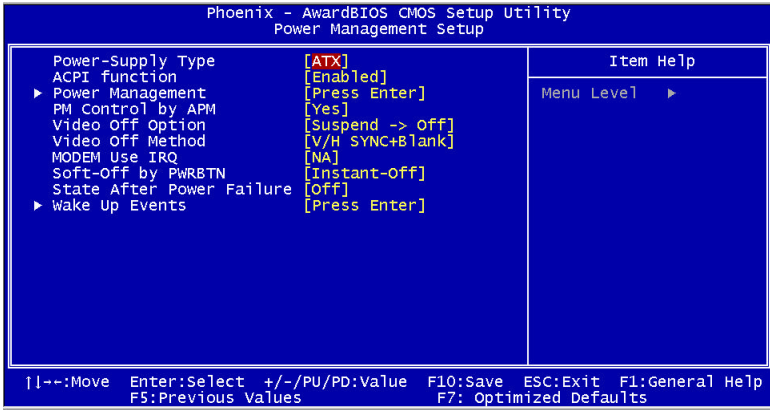 Phoenix - AwardBIOS CMOS Setup Utility
Power Management Setup
Power-Supply Type [ATX]
ACPI function [Enabled]
▶ Power Management [Press Enter]
PM Control by APM [Yes]
Video Off Option [Suspend -> Off]
Video Off Method [V/H SYNC+Blank]
MODEM Use IRQ [NA]
Soft-Off by PWRBTN [Instant-Off]
State After Power Failure [Off]
▶ Wake Up Events [Press Enter]
Item Help
Menu Level ▶
↑↓→←:Move Enter:Select +/-/PU/PD:Value F10:Save ESC:Exit F1:General Help
F5:Previous Values F7: Optimized Defaults